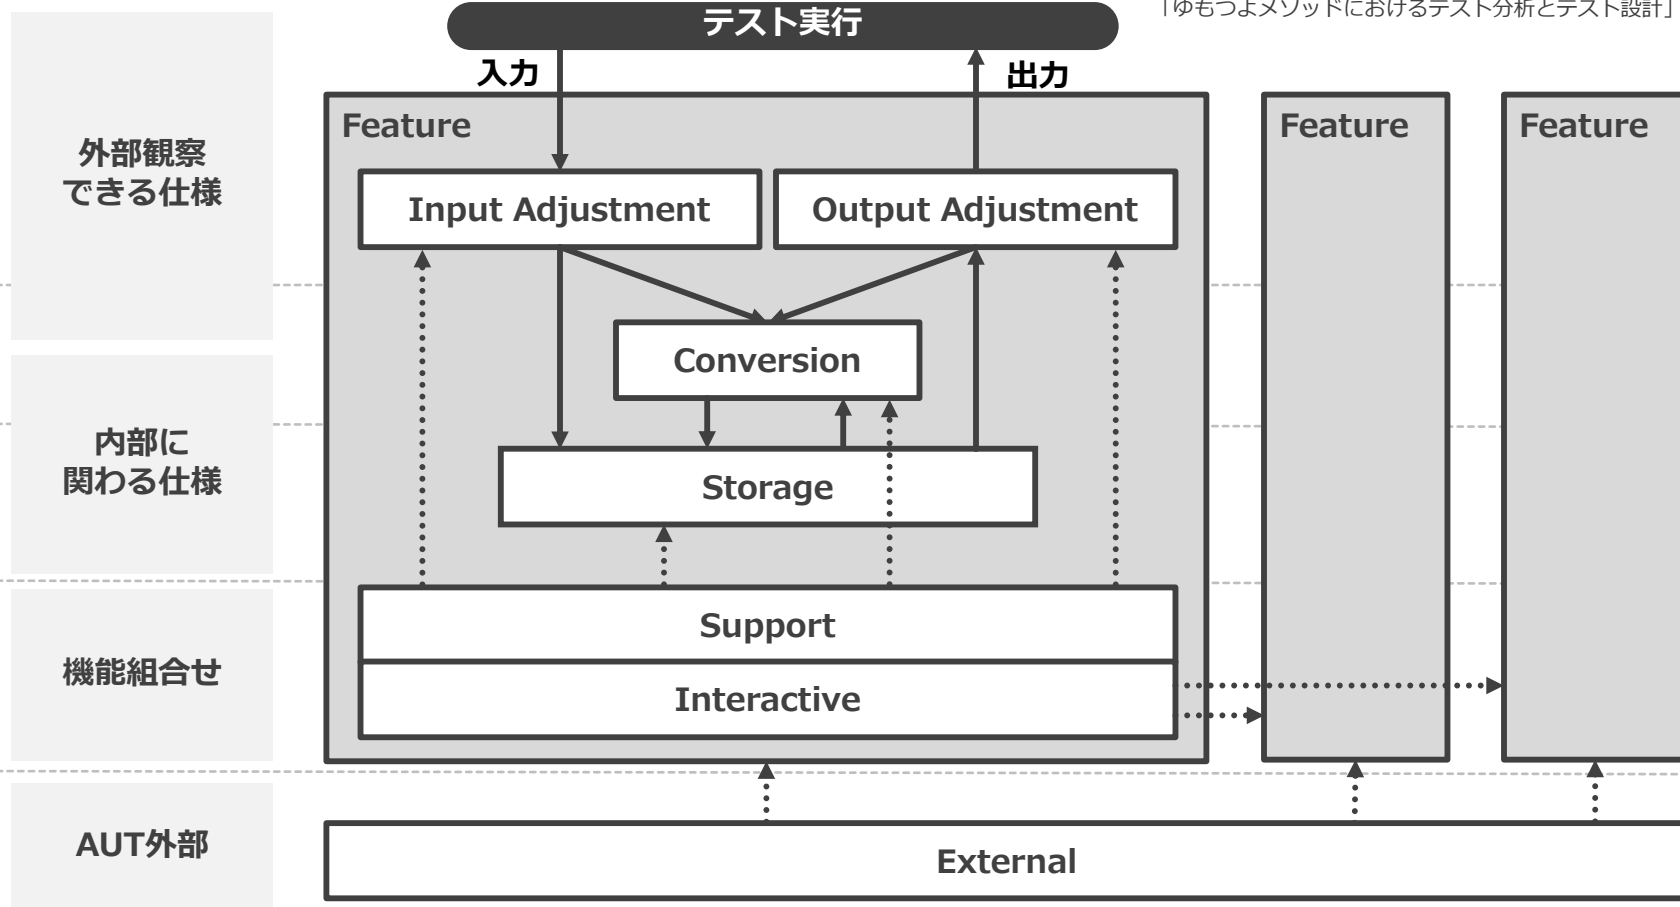 テスト実行
「ゆもつよメソッドにおけるテスト分析とテスト設計」
入力
出力
外部観察
できる仕様
Feature
Feature
Feature
Input Adjustment
Output Adjustment
Conversion
内部に
関わる仕様
Storage
機能組合せ
Support
Interactive
AUT外部
External